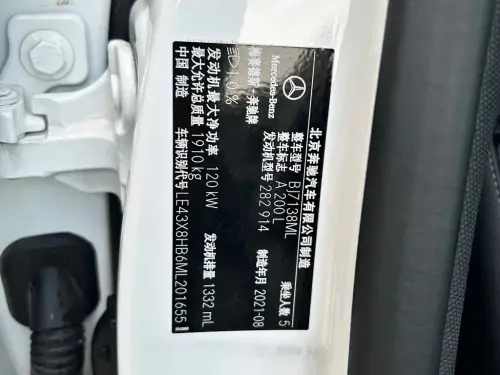 北京奔驰汽车有限公司制造
Mercedes-Benz
梅赛德斯-奔驰牌
整车型号 BJ7138ML 乘坐人数 5
整车标志 A 200 L
发动机型号 282 914 制造年月 2021-08
1.0%
发动机最大净功率 120 kW 发动机排量 1332 mL
最大允许总质量 1910 kg
中国 制造 车辆识别代号 LE43X8HB6ML201655